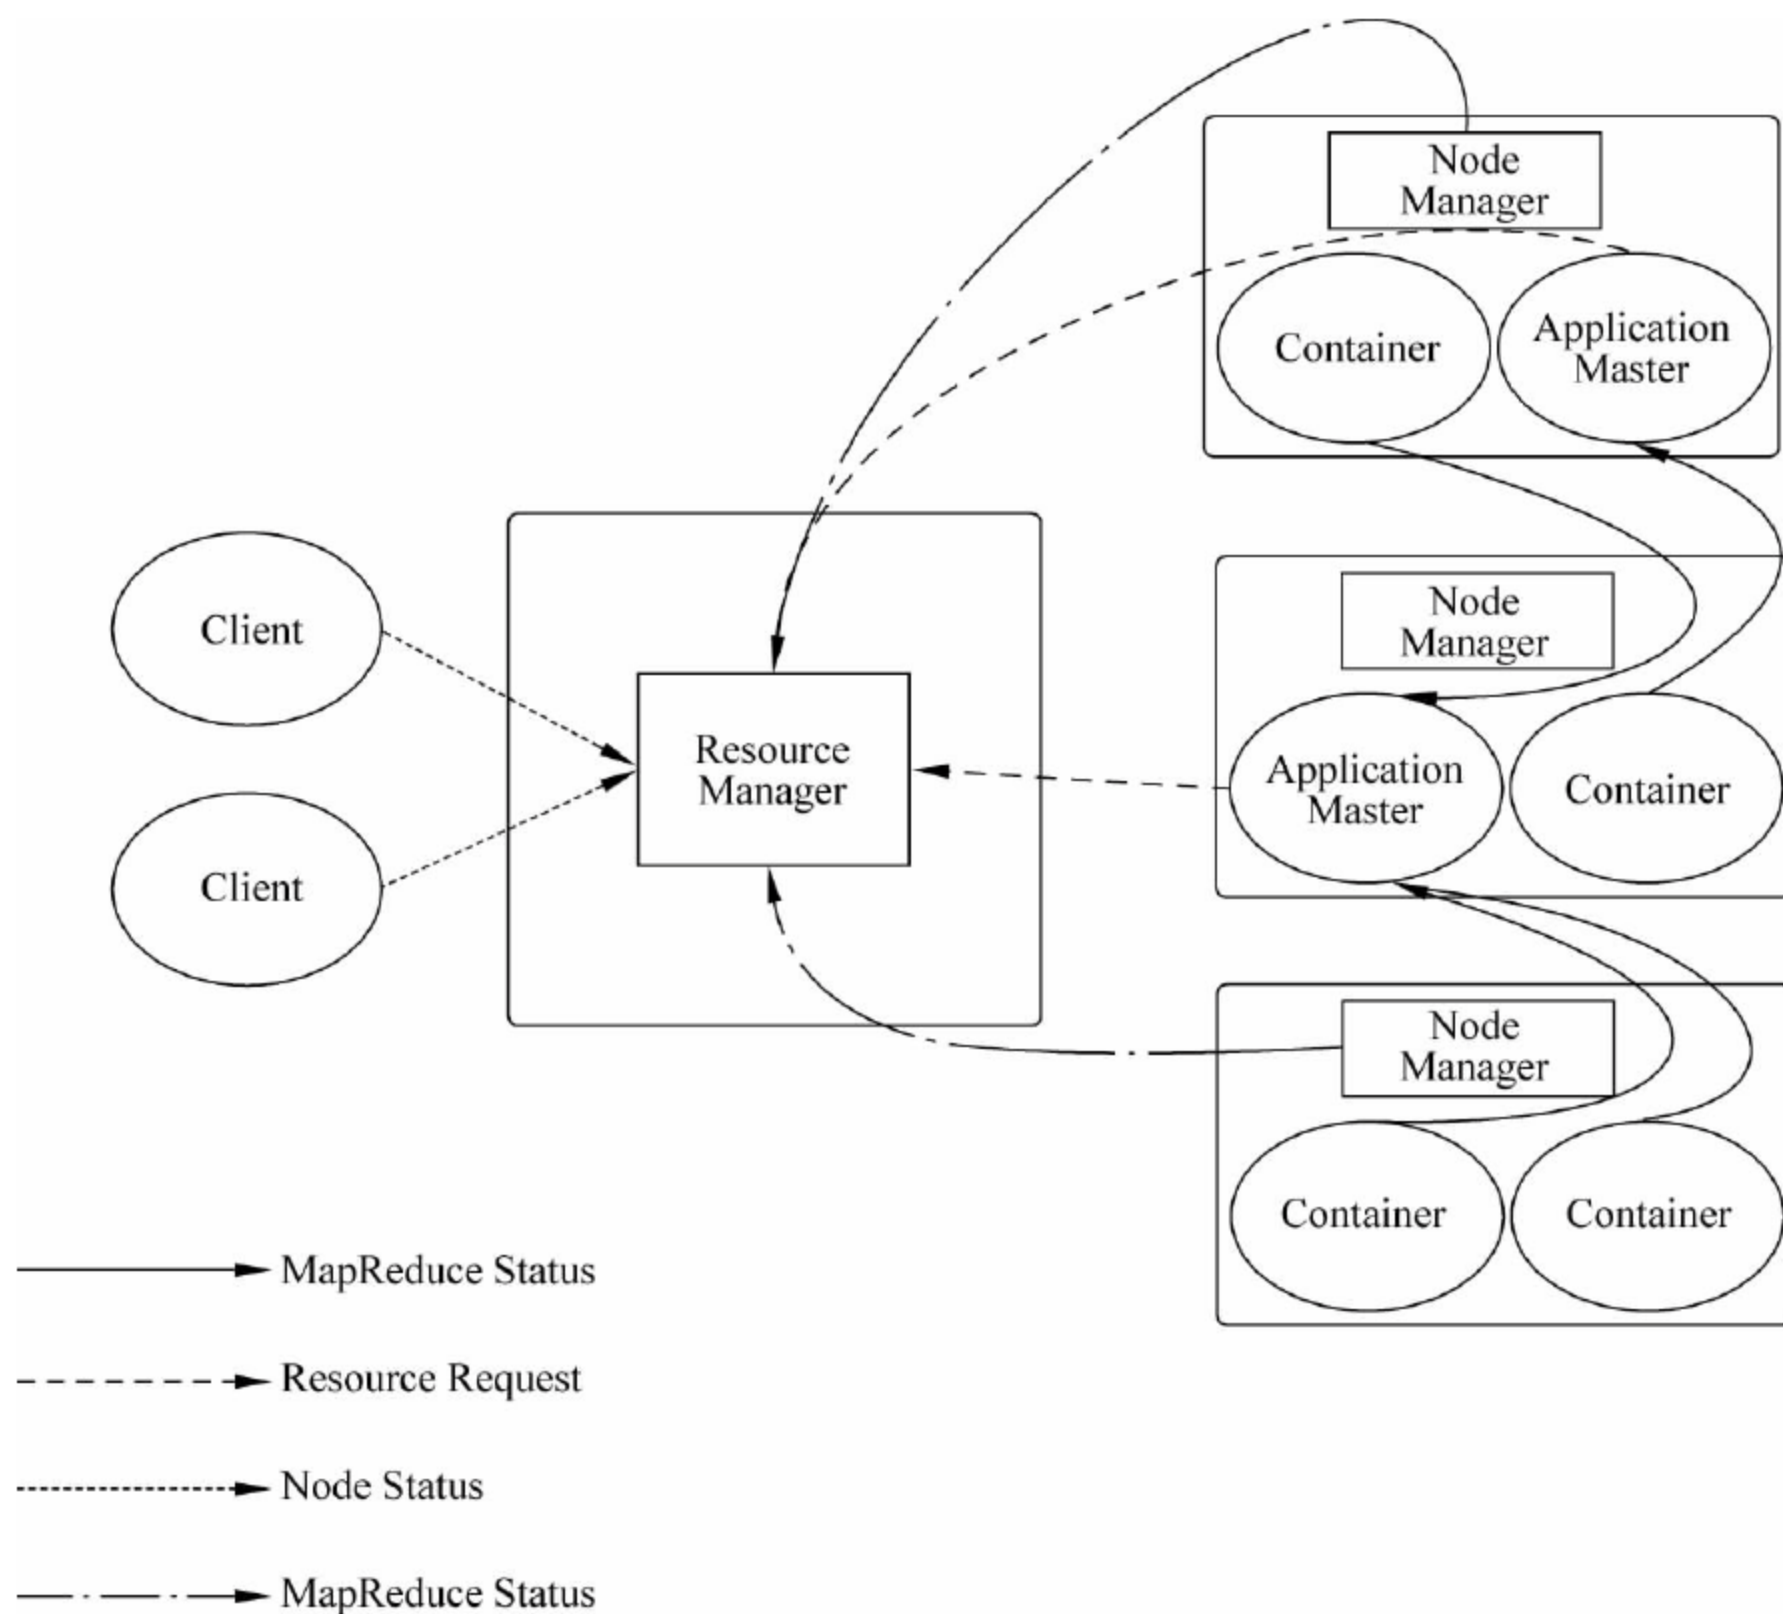 Node
Manager
Container
Application
Master
Client
Client
Resource
Manager
Node
Manager
Application
Master
Container
Node
Manager
Container
Container
MapReduce Status
Resource Request
Node Status
MapReduce Status